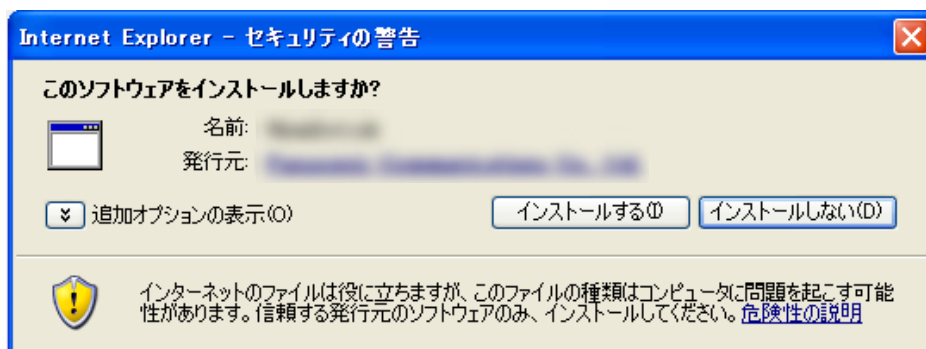 Internet Explorer - セキュリティの警告
このソフトウェアをインストールしますか?
名前:
発行元:
追加オプションの表示(O)
インストールする(I)
インストールしない(D)
インターネットのファイルは役に立ちますが、このファイルの種類はコンピュータに問題を起こす可能
性があります。信頼する発行元のソフトウェアのみ、インストールしてください。危険性の説明